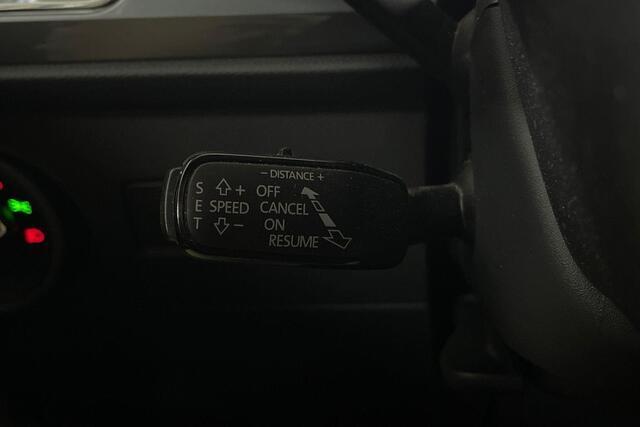 - DISTANCE +
S + OFF
E SPEED CANCEL
T - ON
RESUME